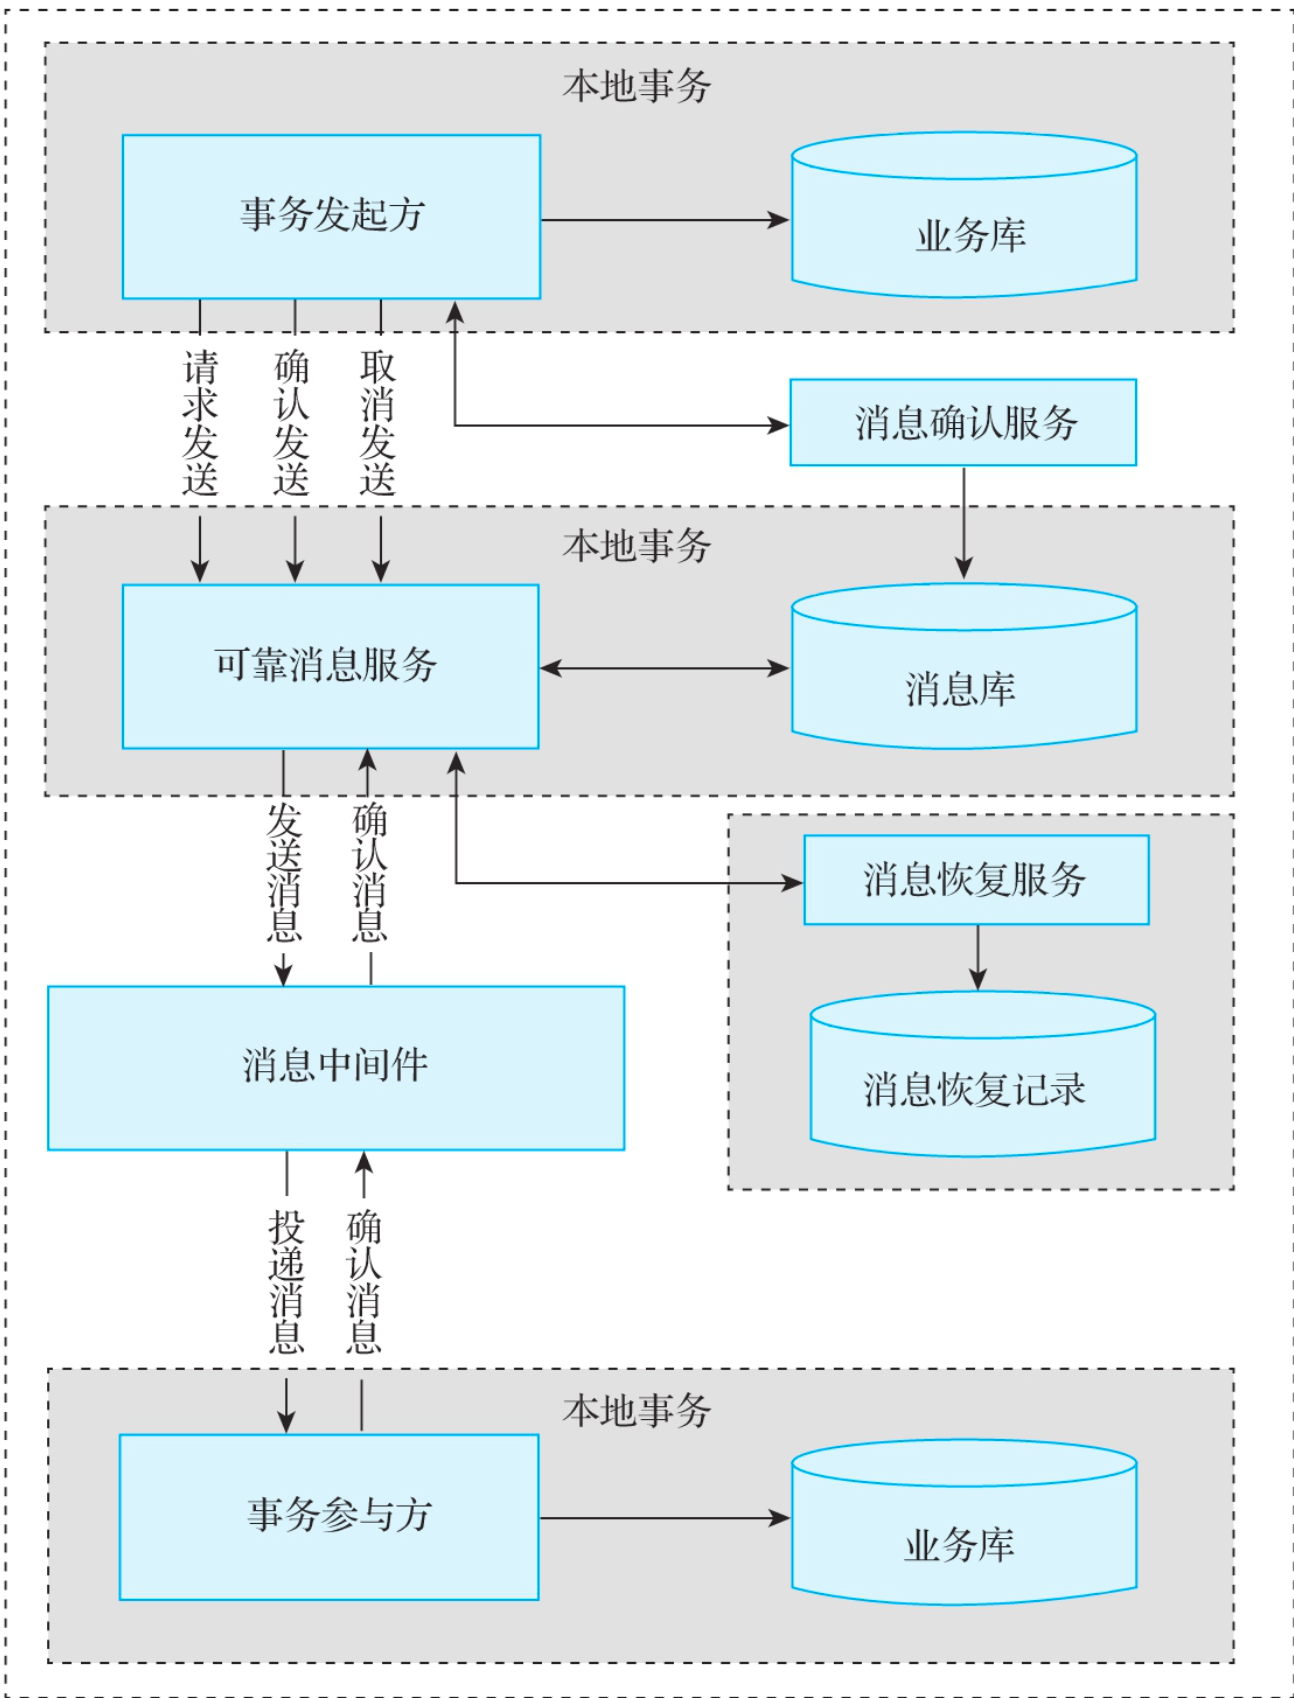 本地事务
事务发起方
业务库
请求发送
确认发送
取消发送
消息确认服务
本地事务
可靠消息服务
消息库
发送消息
确认消息
消息恢复服务
消息中间件
消息恢复记录
投递消息
确认消息
本地事务
事务参与方
业务库